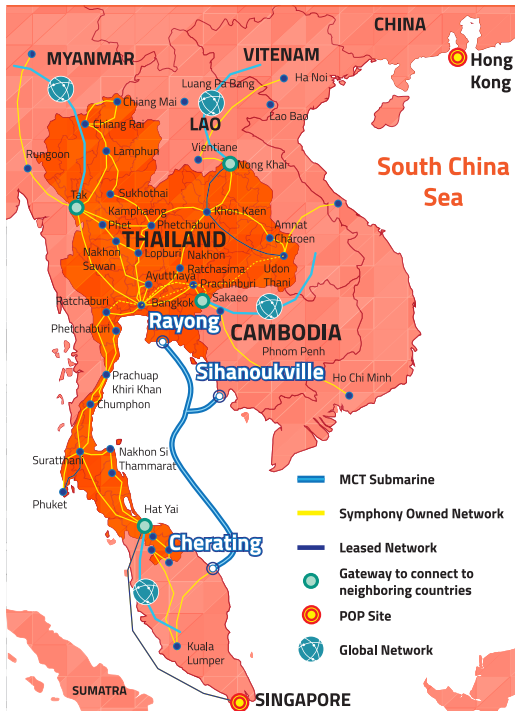 CHINA
MYANMAR
VITENAM
Hong
Kong
Ha Noi
Luang Pa Bang
Chiang Mai
Lao Bao
Chiang Rai
LAO
Rungoon
Lamphun
Vientiane
Nong Khai
South China
Sea
Tak
Sukhothai
Kamphaeng
Phet
Phetchabun
Khon Kaen
Amnat
Charoen
THAILAND
Nakhon
Sawan
Lopburi
Nakhon
Ratchasima
Udon
Thani
Ayutthaya
Prachinburi
Ratchaburi
Bangkok
Sakaeo
Rayong
Phetchaburi
CAMBODIA
Phnom Penh
Sihanoukville
Ho Chi Minh
Prachuap
Khiri Khan
Chumphon
Suratthani
Nakhon Si
Thammarat
Phuket
Hat Yai
Cherating
Kuala
Lumper
SUMATRA
SINGAPORE
MCT Submarine
Symphony Owned Network
Leased Network
Gateway to connect to
neighboring countries
POP Site
Global Network